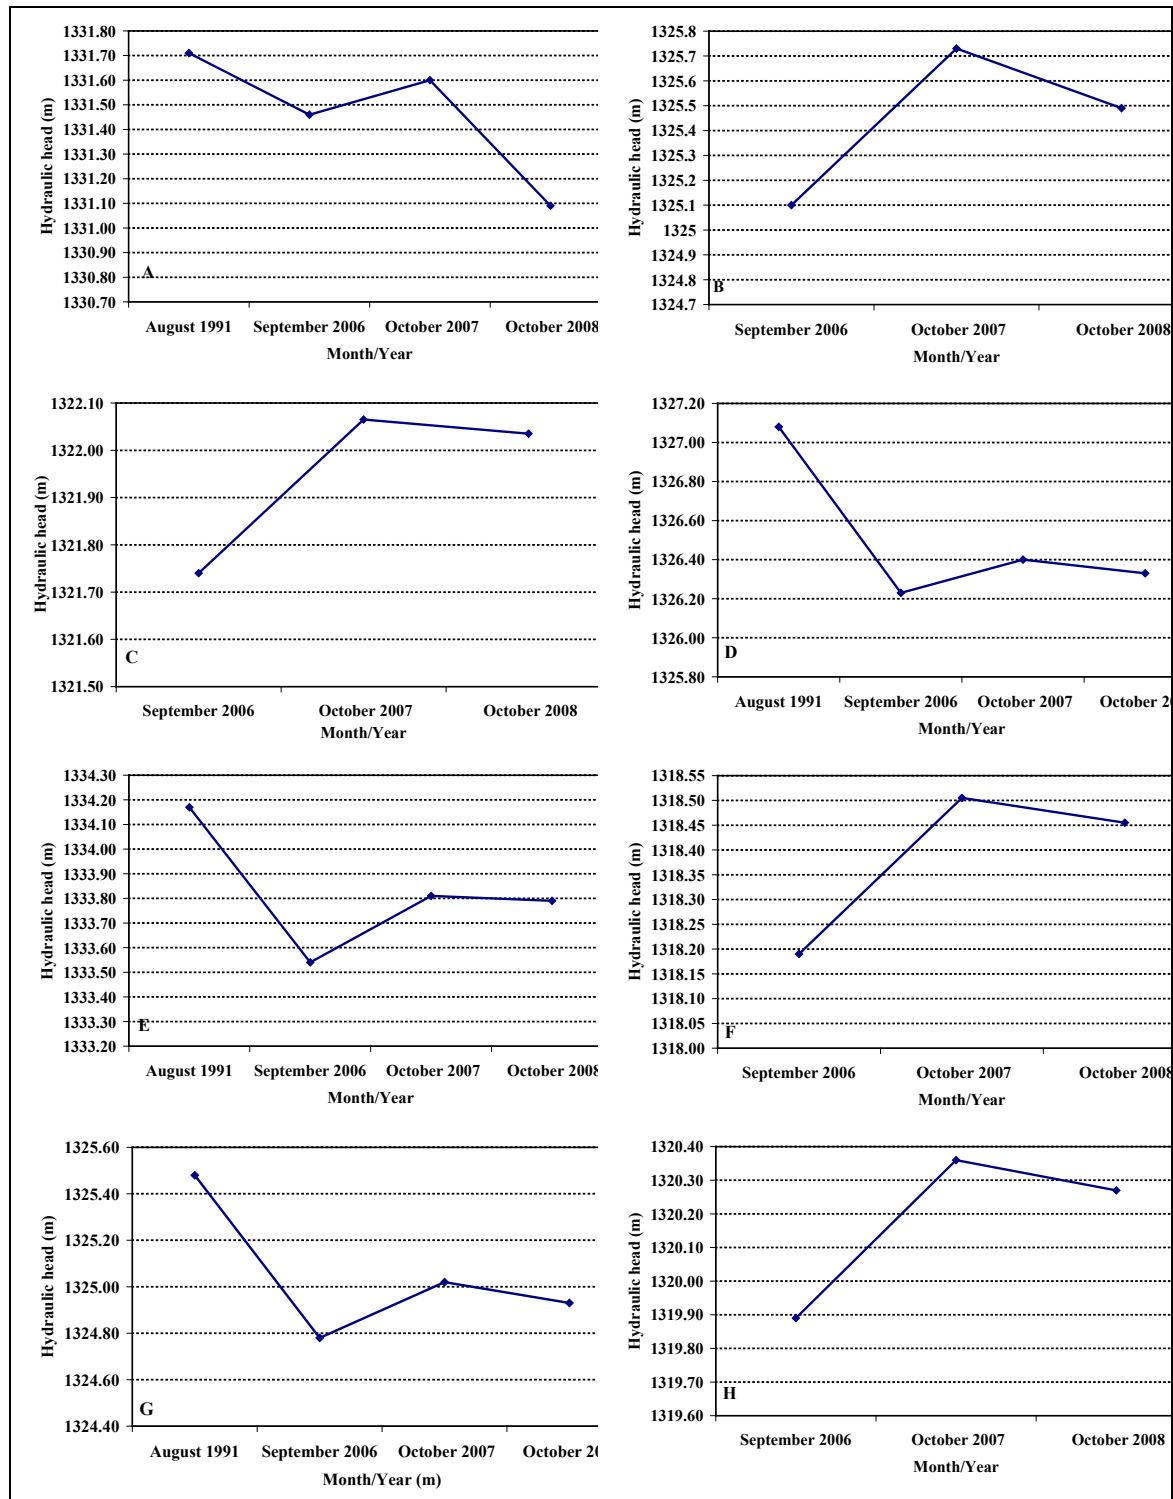 Hydraulic head (m)
1331.80
1331.70
1331.60
1331.50
1331.40
1331.30
1331.20
1331.10
1331.00
1330.90
1330.80
1330.70
A
August 1991 September 2006 October 2007 October 2008
Month/Year
Hydraulic head (m)
1325.8
1325.7
1325.6
1325.5
1325.4
1325.3
1325.2
1325.1
1325
1324.9
1324.8
1324.7
B
September 2006 October 2007 October 2008
Month/Year
Hydraulic head (m)
1322.10
1322.00
1321.90
1321.80
1321.70
1321.60
1321.50
C
September 2006 October 2007 October 2008
Month/Year
Hydraulic head (m)
1327.20
1327.00
1326.80
1326.60
1326.40
1326.20
1326.00
1325.80
D
August 1991 September 2006 October 2007 October 2
Month/Year
Hydraulic head (m)
1334.30
1334.20
1334.10
1334.00
1333.90
1333.80
1333.70
1333.60
1333.50
1333.40
1333.30
1333.20
E
August 1991 September 2006 October 2007 October 2008
Month/Year
Hydraulic head (m)
1318.55
1318.50
1318.45
1318.40
1318.35
1318.30
1318.25
1318.20
1318.15
1318.10
1318.05
1318.00
F
September 2006 October 2007 October 2008
Month/Year
Hydraulic head (m)
1325.60
1325.40
1325.20
1325.00
1324.80
1324.60
1324.40
G
August 1991 September 2006 October 2007 October 20
Month/Year (m)
Hydraulic head (m)
1320.40
1320.30
1320.20
1320.10
1320.00
1319.90
1319.80
1319.70
1319.60
H
September 2006 October 2007 October 2008
Month/Year